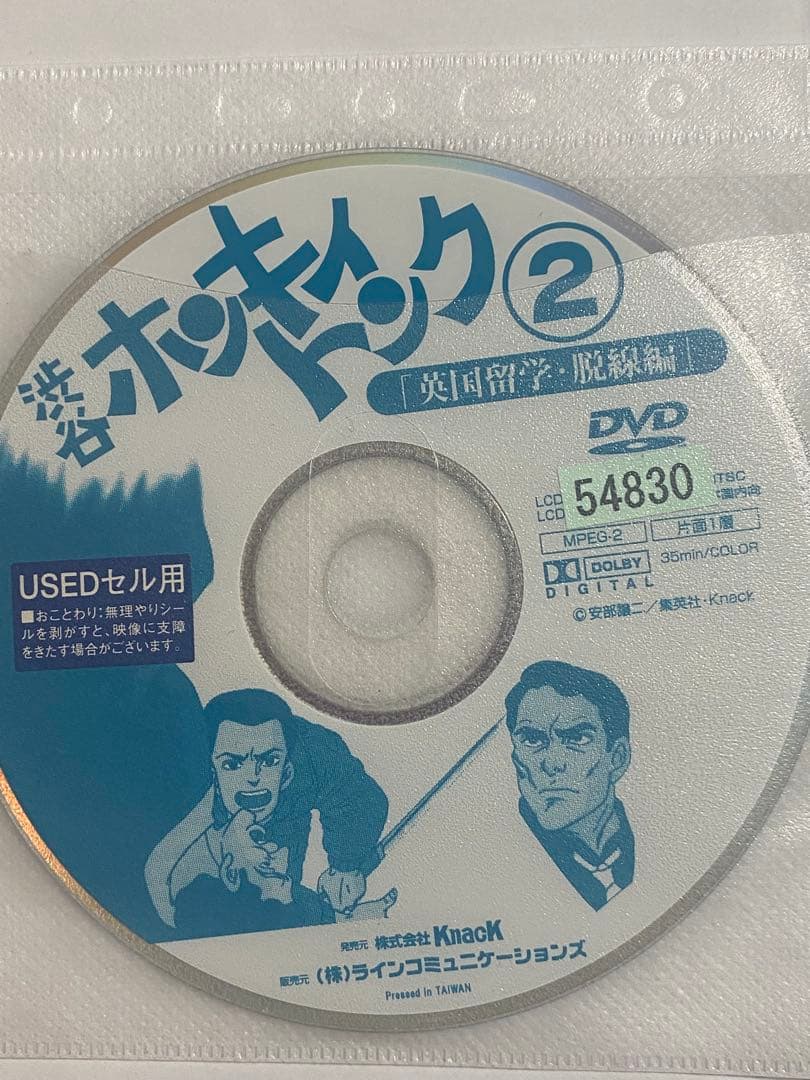 渋谷ホンキィトンク②
「英国留学・脱線編」
DVD
LCD
LCD
54830
MPEG-2
片面1層
DOLBY
DIGITAL
35min/COLOR
©安部譲二/集英社・Knack
USEDセル用
■おことわり:無理やりシー
ルを剥がすと、映像に支障
をきたす場合がございます。
発売元 株式会社 KnacK
販売元 (株)ラインコミュニケーションズ
Pressed in TAIWAN